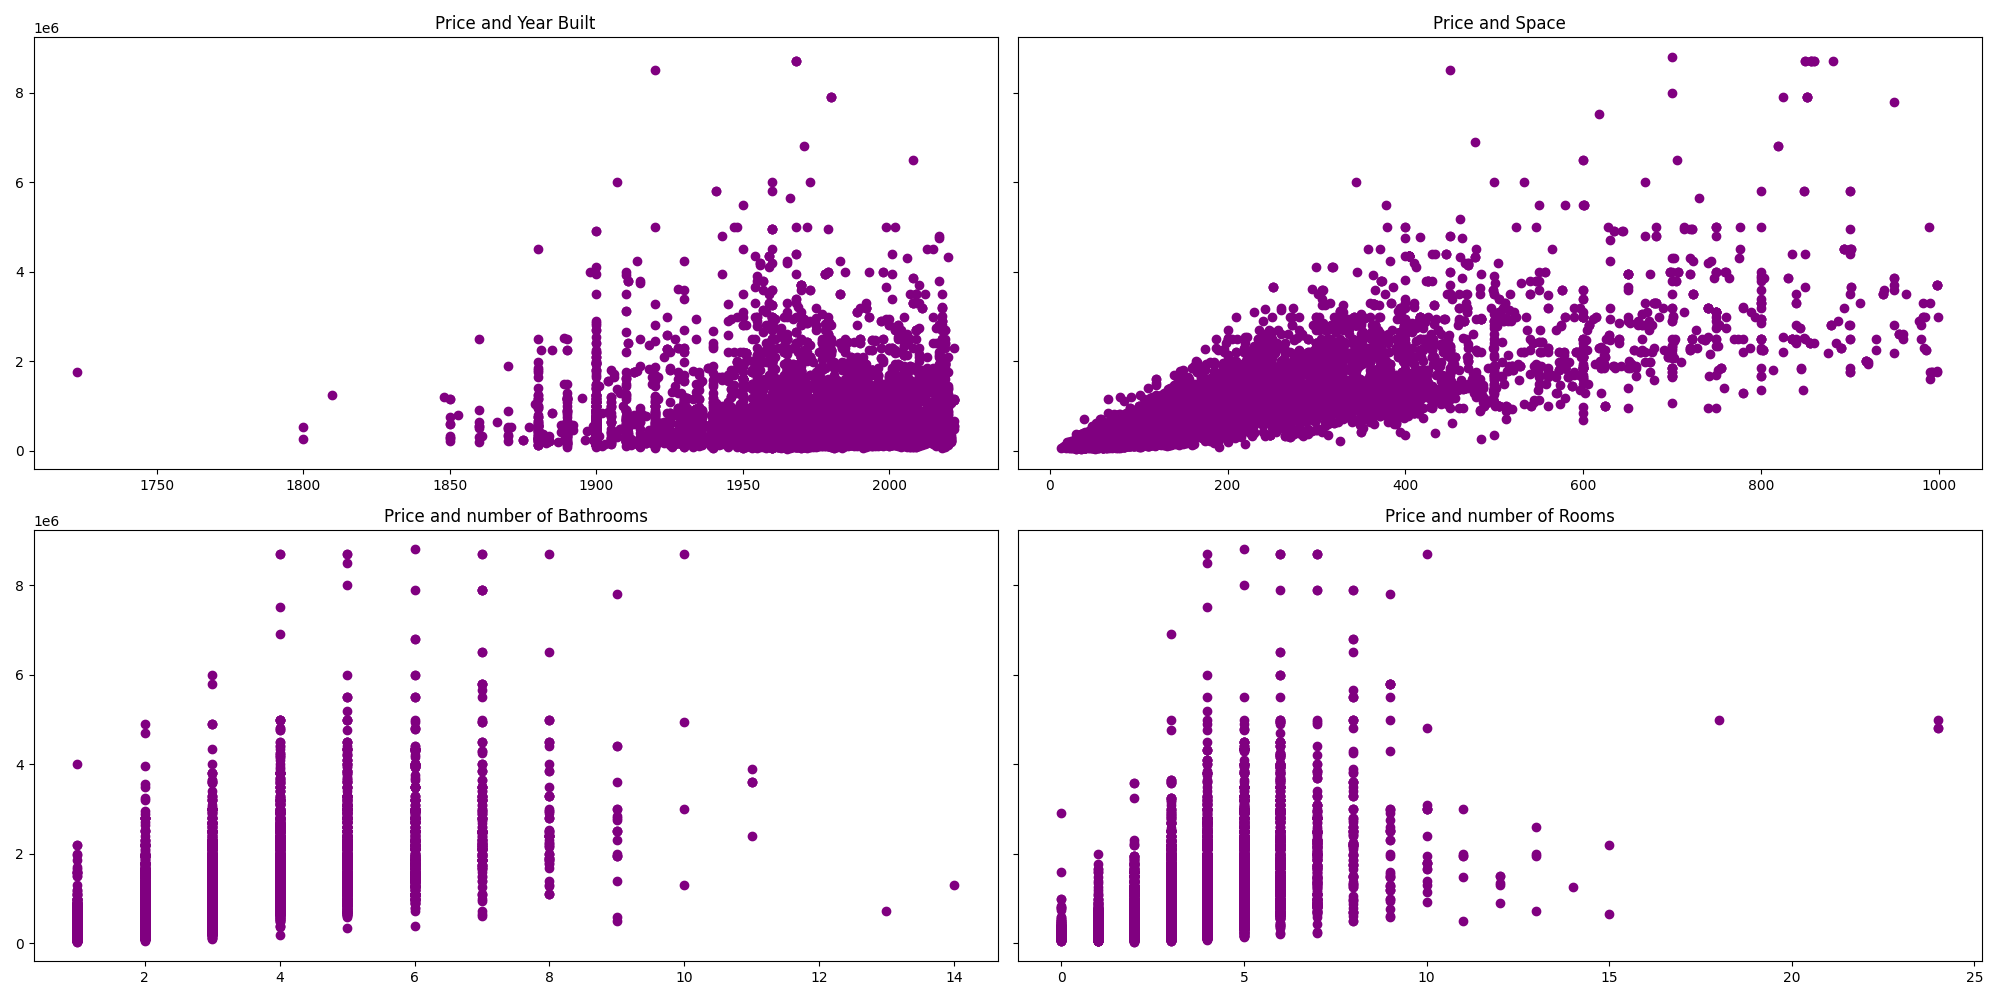 Price and Year Built
1e6
8
6
4
2
0
1750 1800 1850 1900 1950 2000
Price and Space
0 200 400 600 800 1000
Price and number of Bathrooms
1e6
8
6
4
2
0
2 4 6 8 10 12 14
Price and number of Rooms
0 5 10 15 20 25